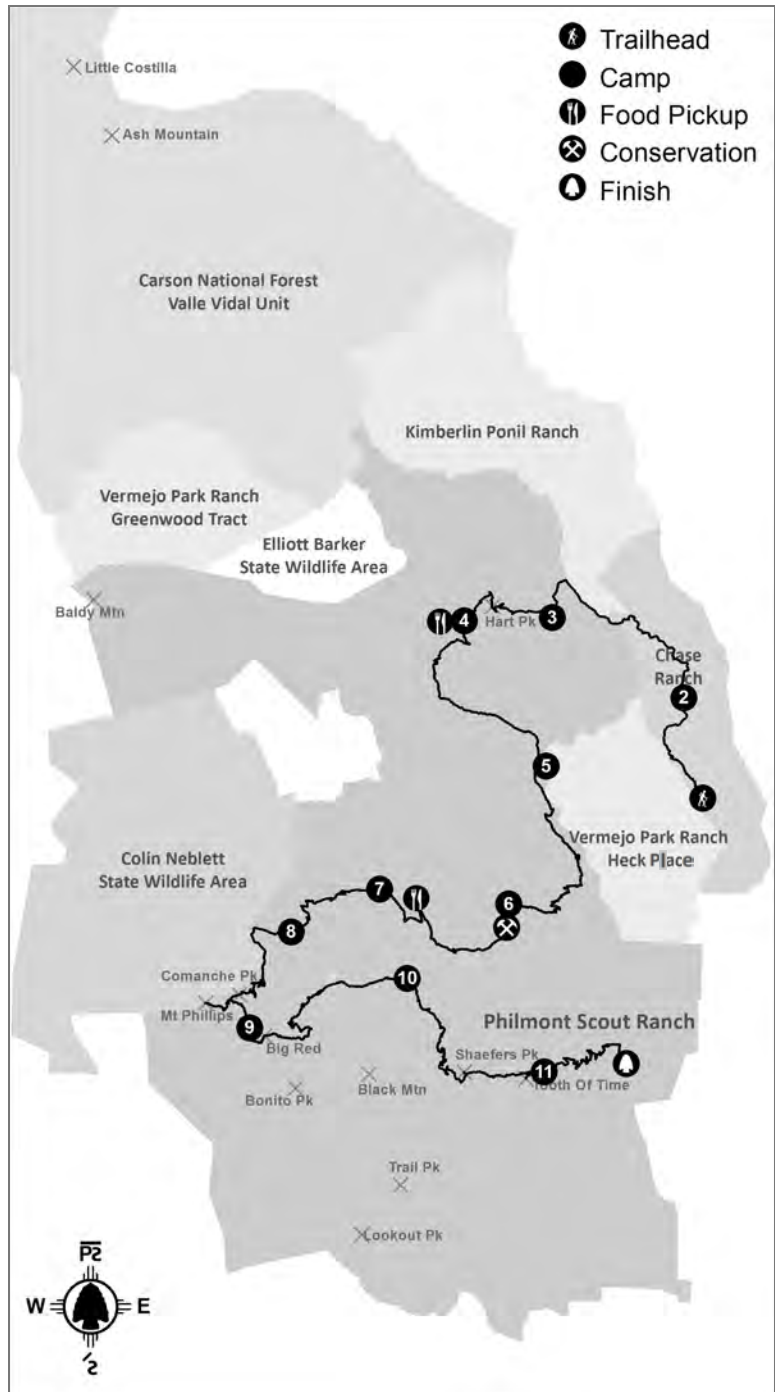 Trailhead
Camp
Food Pickup
Conservation
Finish
Little Costilla
Ash Mountain
Carson National Forest
Valle Vidal Unit
Kimberlin Ponil Ranch
Vermejo Park Ranch
Greenwood Tract
Elliott Barker
State Wildlife Area
Baldy Mtn
4
Hart Pk
3
Chase
Ranch
2
5
Vermejo Park Ranch
Heck Place
Colin Neblett
State Wildlife Area
7
6
8
Comanche Pk
Mt Phillips
10
9
Big Red
Philmont Scout Ranch
Shaefers Pk
11
Tooth Of Time
Black Mtn
Bonito Pk
Trail Pk
Lookout Pk
W
E